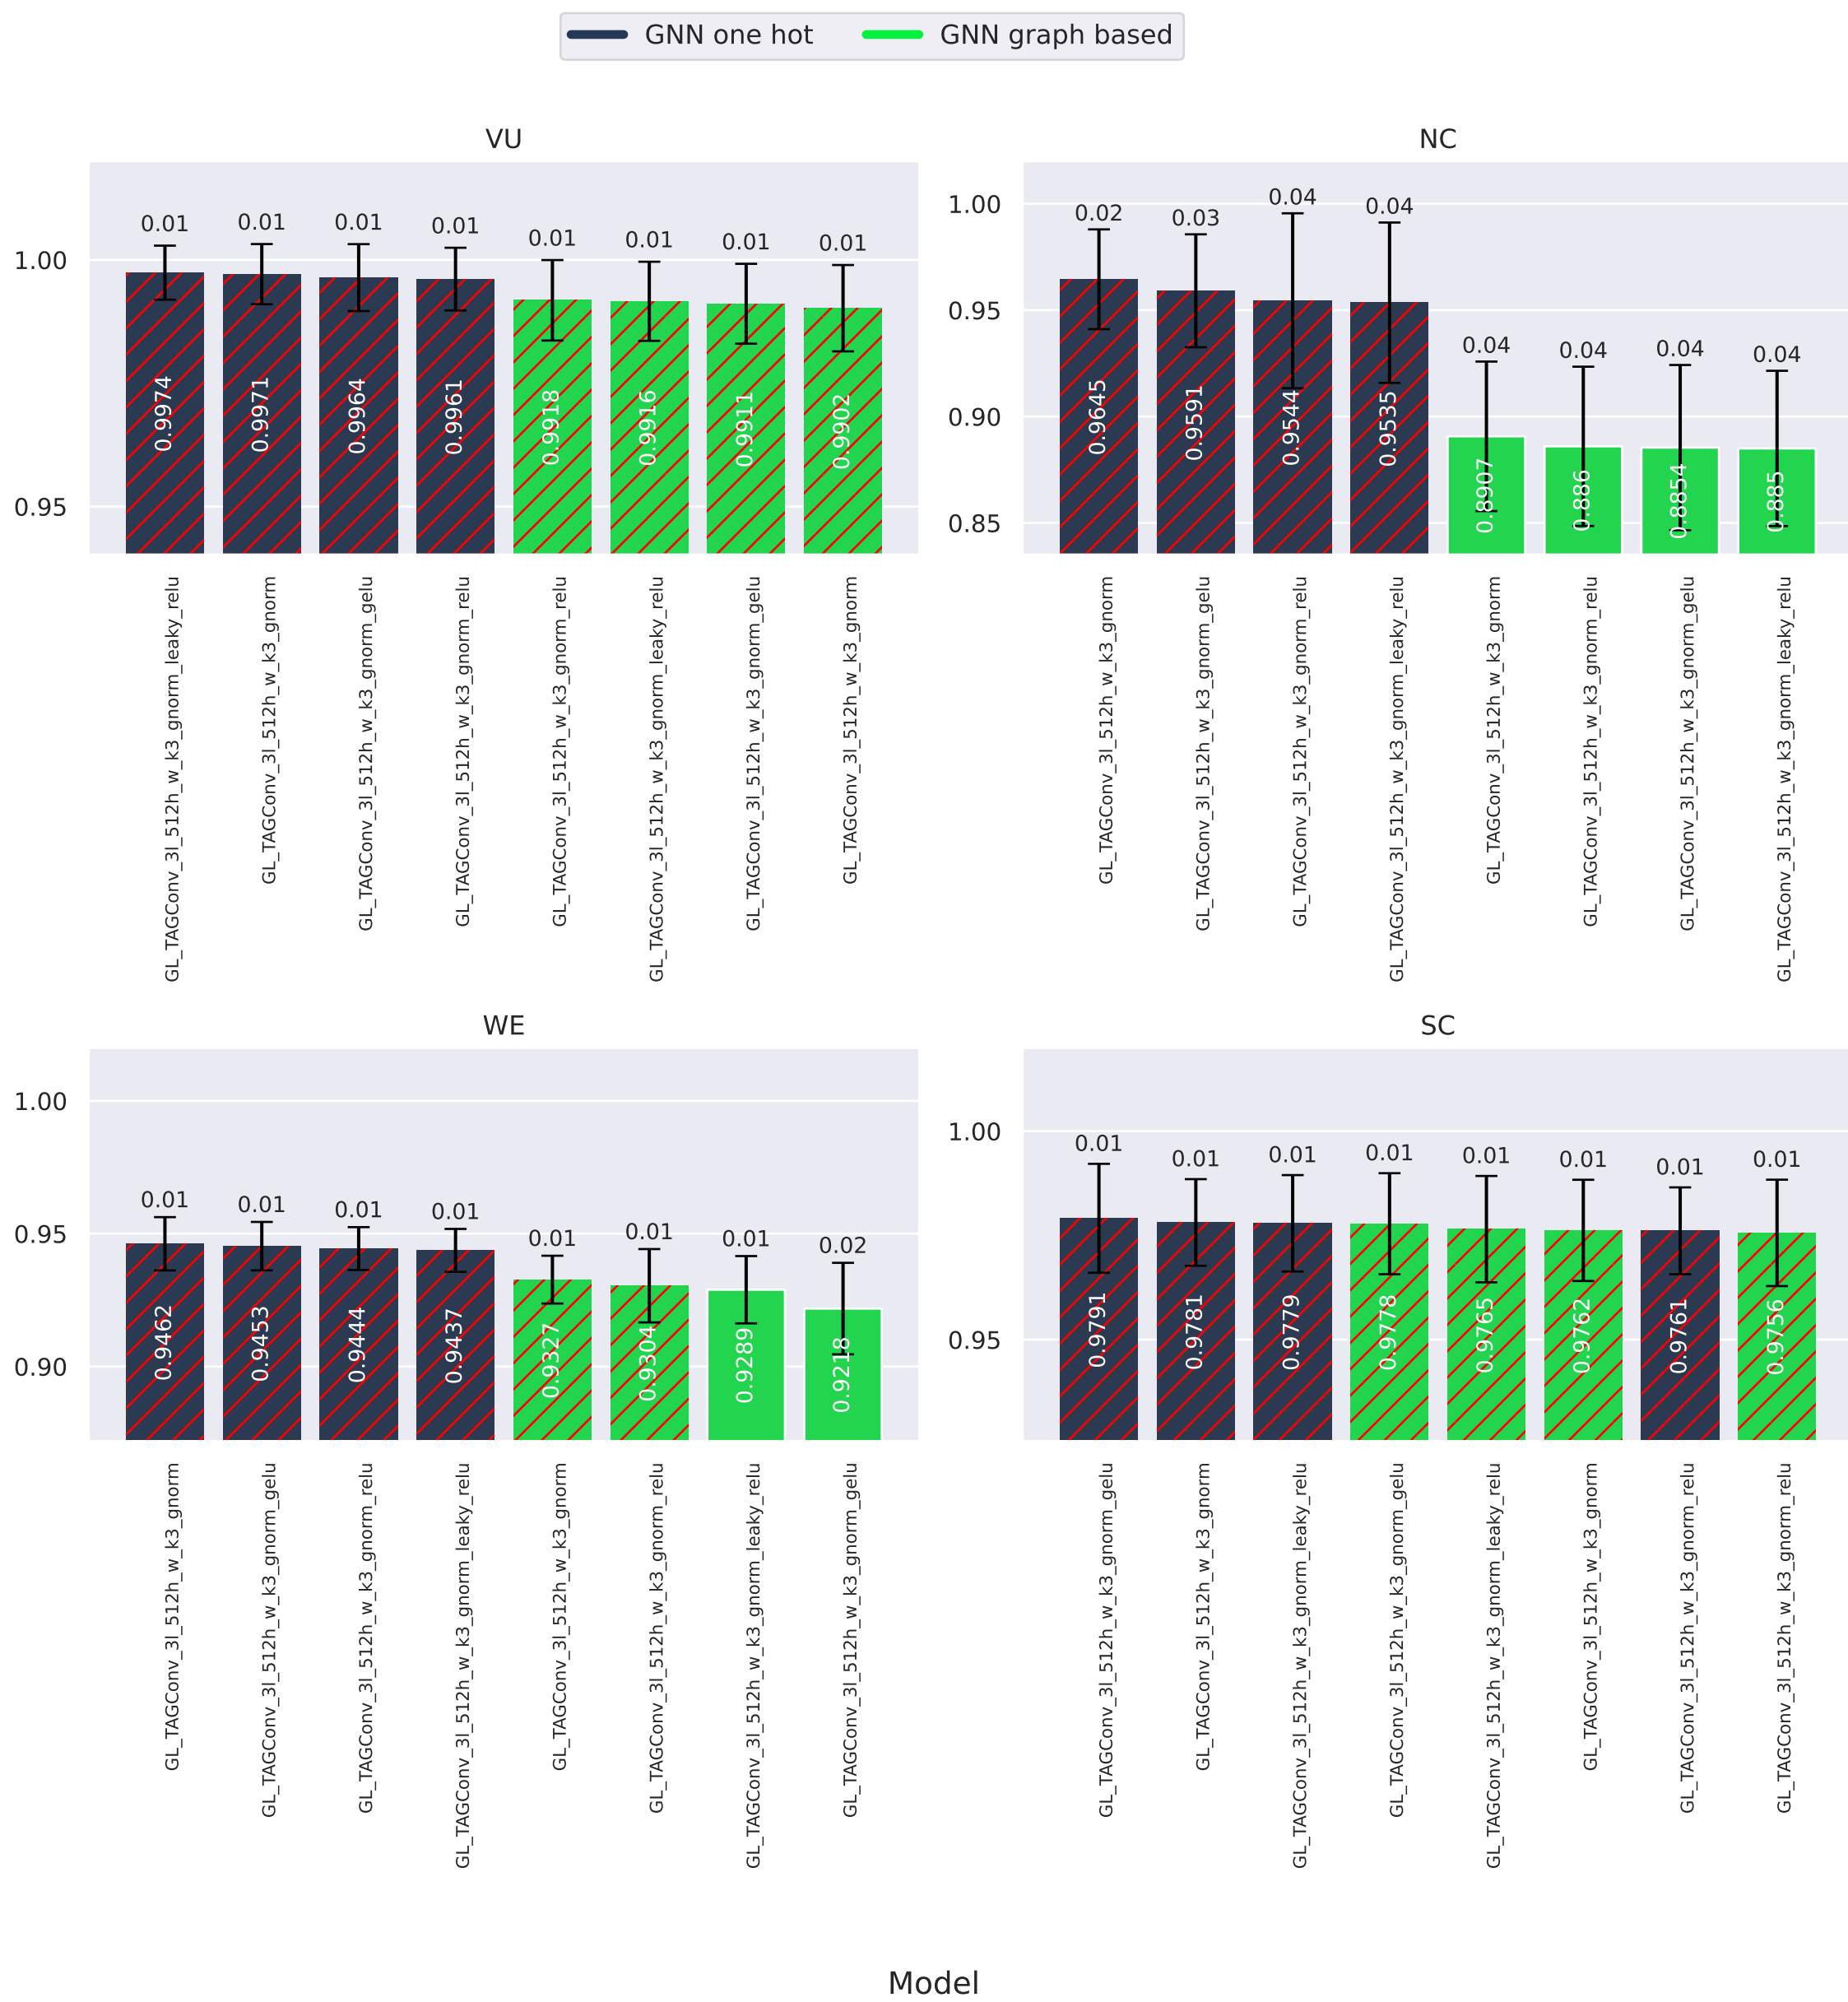 GNN one hot
GNN graph based
VU
1.00
0.95
0.01
0.01
0.01
0.01
0.01
0.01
0.01
0.01
0.9974
0.9971
0.9964
0.9961
0.9918
0.9916
0.9911
0.9902
GL_TAGConv_3l_512h_w_k3_gnorm_leaky_relu
GL_TAGConv_3l_512h_w_k3_gnorm
GL_TAGConv_3l_512h_w_k3_gnorm_gelu
GL_TAGConv_3l_512h_w_k3_gnorm_relu
GL_TAGConv_3l_512h_w_k3_gnorm_relu
GL_TAGConv_3l_512h_w_k3_gnorm_leaky_relu
GL_TAGConv_3l_512h_w_k3_gnorm_gelu
GL_TAGConv_3l_512h_w_k3_gnorm
NC
1.00
0.95
0.90
0.85
0.02
0.03
0.04
0.04
0.04
0.04
0.04
0.04
0.9645
0.9591
0.9544
0.9535
0.8907
0.886
0.8854
0.885
GL_TAGConv_3l_512h_w_k3_gnorm
GL_TAGConv_3l_512h_w_k3_gnorm_gelu
GL_TAGConv_3l_512h_w_k3_gnorm_relu
GL_TAGConv_3l_512h_w_k3_gnorm_leaky_relu
GL_TAGConv_3l_512h_w_k3_gnorm
GL_TAGConv_3l_512h_w_k3_gnorm_relu
GL_TAGConv_3l_512h_w_k3_gnorm_gelu
GL_TAGConv_3l_512h_w_k3_gnorm_leaky_relu
WE
1.00
0.95
0.90
0.01
0.01
0.01
0.01
0.01
0.01
0.01
0.02
0.9462
0.9453
0.9444
0.9437
0.9327
0.9304
0.9289
0.9218
GL_TAGConv_3l_512h_w_k3_gnorm
GL_TAGConv_3l_512h_w_k3_gnorm_gelu
GL_TAGConv_3l_512h_w_k3_gnorm_relu
GL_TAGConv_3l_512h_w_k3_gnorm_leaky_relu
GL_TAGConv_3l_512h_w_k3_gnorm
GL_TAGConv_3l_512h_w_k3_gnorm_relu
GL_TAGConv_3l_512h_w_k3_gnorm_leaky_relu
GL_TAGConv_3l_512h_w_k3_gnorm_gelu
SC
1.00
0.95
0.01
0.01
0.01
0.01
0.01
0.01
0.01
0.01
0.9791
0.9781
0.9779
0.9778
0.9765
0.9762
0.9761
0.9756
GL_TAGConv_3l_512h_w_k3_gnorm_gelu
GL_TAGConv_3l_512h_w_k3_gnorm
GL_TAGConv_3l_512h_w_k3_gnorm_leaky_relu
GL_TAGConv_3l_512h_w_k3_gnorm_gelu
GL_TAGConv_3l_512h_w_k3_gnorm_leaky_relu
GL_TAGConv_3l_512h_w_k3_gnorm
GL_TAGConv_3l_512h_w_k3_gnorm_relu
GL_TAGConv_3l_512h_w_k3_gnorm_relu
Model